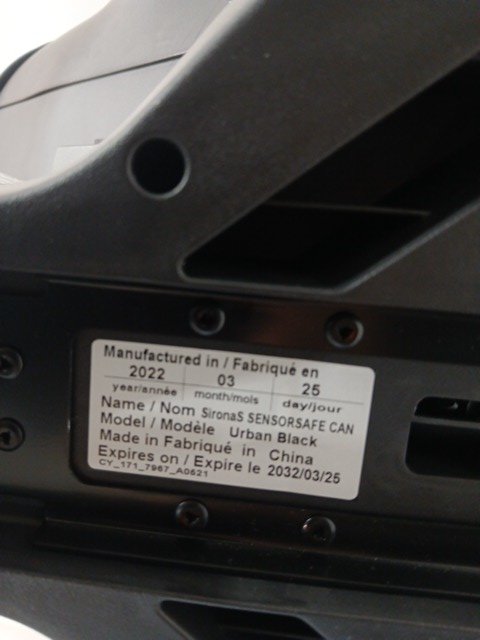 Manufactured in / Fabriqué en
2022 03 25
year/année month/mois day/jour
Name / Nom SironaS SENSORSAFE CAN
Model / Modèle Urban Black
Made in Fabriqué in China
Expires on / Expire le 2032/03/25
CY_171_7967_A0621